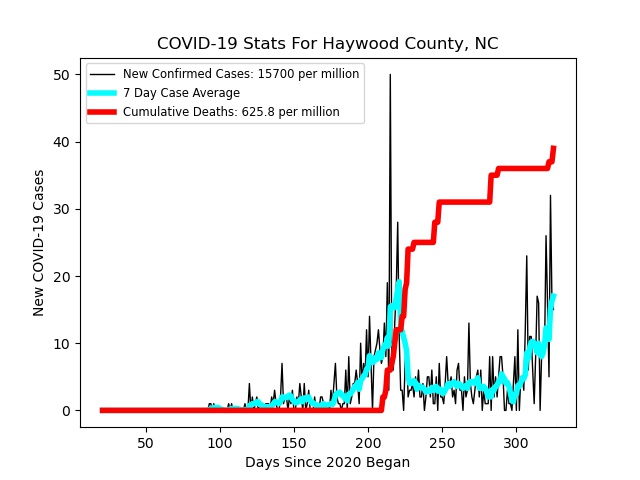 COVID-19 Stats For Haywood County, NC
New Confirmed Cases: 15700 per million
7 Day Case Average
Cumulative Deaths: 625.8 per million
New COVID-19 Cases
50
40
30
20
10
0
50 100 150 200 250 300
Days Since 2020 Began